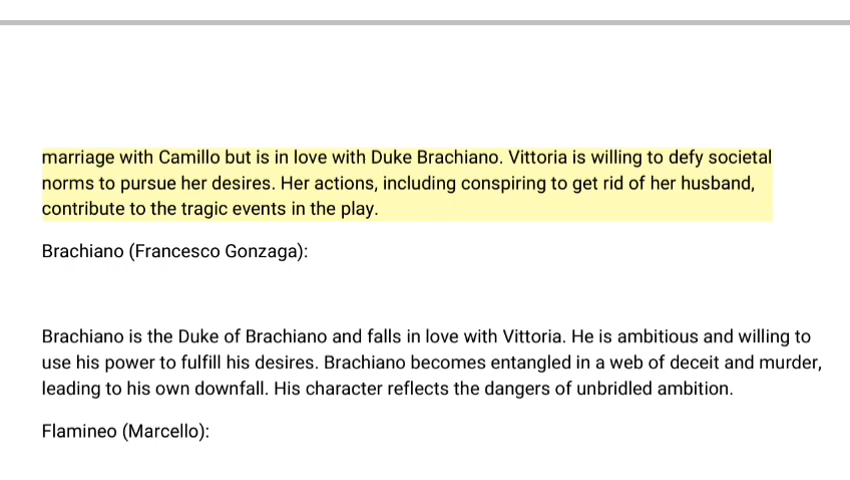 marriage with Camillo but is in love with Duke Brachiano. Vittoria is willing to defy societal
norms to pursue her desires. Her actions, including conspiring to get rid of her husband,
contribute to the tragic events in the play.
Brachiano (Francesco Gonzaga):
Brachiano is the Duke of Brachiano and falls in love with Vittoria. He is ambitious and willing to
use his power to fulfill his desires. Brachiano becomes entangled in a web of deceit and murder,
leading to his own downfall. His character reflects the dangers of unbridled ambition.
Flamineo (Marcello):